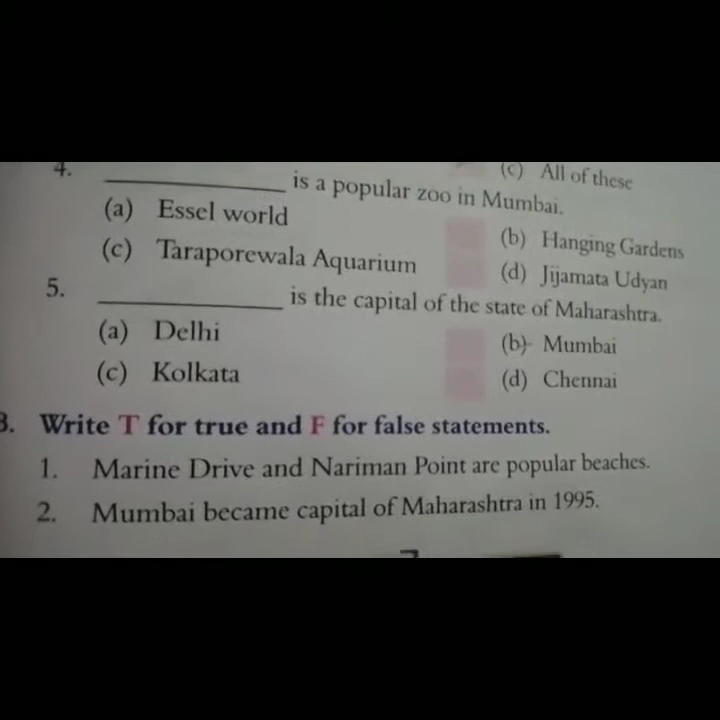 (c) All of these
4. ____________ is a popular zoo in Mumbai.
(a) Essel world (b) Hanging Gardens
(c) Taraporewala Aquarium (d) Jijamata Udyan
5. ____________ is the capital of the state of Maharashtra.
(a) Delhi (b) Mumbai
(c) Kolkata (d) Chennai
B. Write T for true and F for false statements.
1. Marine Drive and Nariman Point are popular beaches.
2. Mumbai became capital of Maharashtra in 1995.